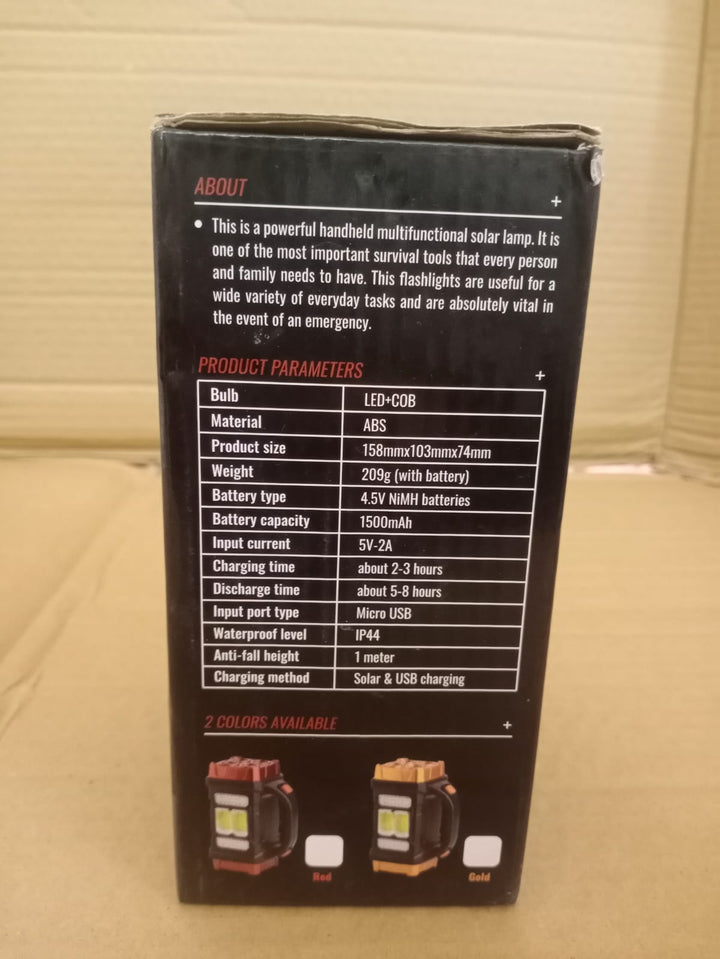 ABOUT +
• This is a powerful handheld multifunctional solar lamp. It is
one of the most important survival tools that every person
and family needs to have. This flashlights are useful for a
wide variety of everyday tasks and are absolutely vital in
the event of an emergency.
PRODUCT PARAMETERS +
Bulb LED+COB
Material ABS
Product size 158mmx103mmx74mm
Weight 209g (with battery)
Battery type 4.5V NiMH batteries
Battery capacity 1500mAh
Input current 5V-2A
Charging time about 2-3 hours
Discharge time about 5-8 hours
Input port type Micro USB
Waterproof level IP44
Anti-fall height 1 meter
Charging method Solar & USB charging
2 COLORS AVAILABLE +
Red Gold